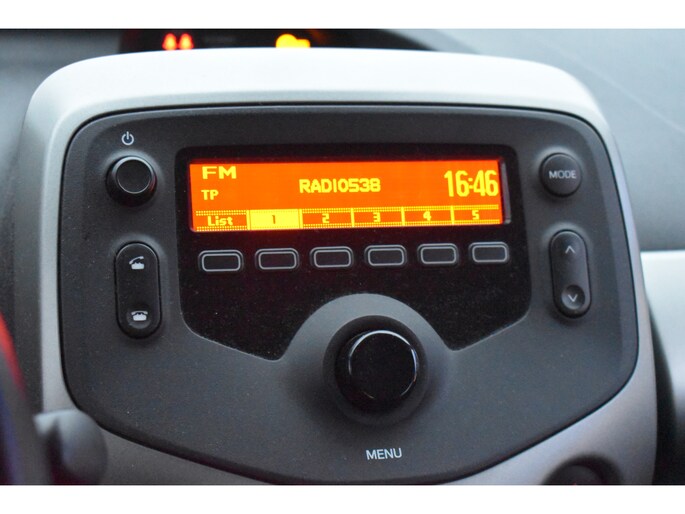 FM
TP
RADIO538
16:46
List 1 2 3 4 5
MODE
MENU